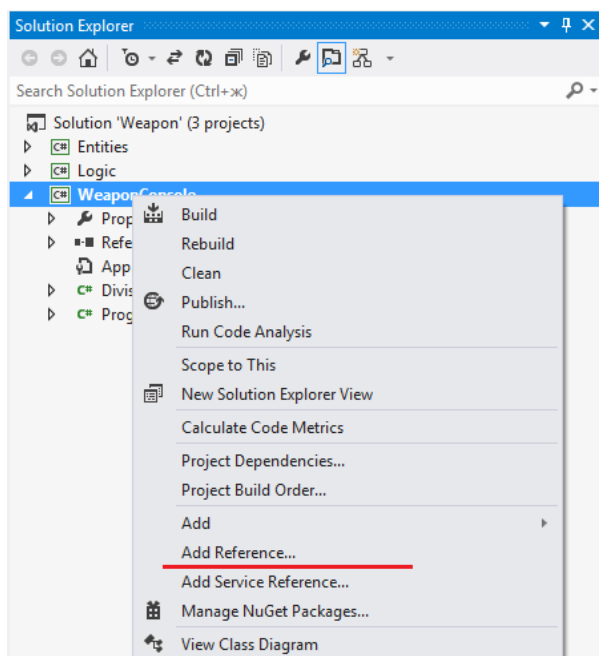 Solution Explorer
Search Solution Explorer (Ctrl+ж)
Solution 'Weapon' (3 projects)
C# Entities
C# Logic
C# WeaponConsole
Prop
Refe
App
C# Divis
C# Prog
Build
Rebuild
Clean
Publish...
Run Code Analysis
Scope to This
New Solution Explorer View
Calculate Code Metrics
Project Dependencies...
Project Build Order...
Add
Add Reference...
Add Service Reference...
Manage NuGet Packages...
View Class Diagram